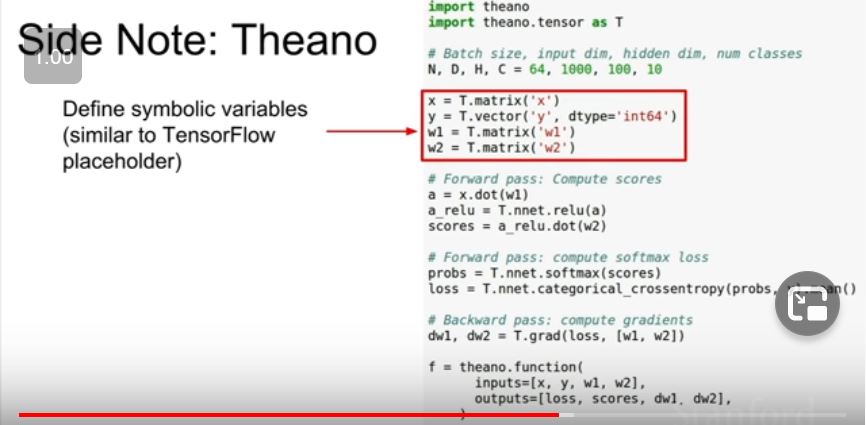 Side Note: Theano
1.00
Define symbolic variables
(similar to TensorFlow
placeholder)
import theano
import theano.tensor as T
# Batch size, input dim, hidden dim, num classes
N, D, H, C = 64, 1000, 100, 10
x = T.matrix('x')
y = T.vector('y', dtype='int64')
w1 = T.matrix('w1')
w2 = T.matrix('w2')
# Forward pass: Compute scores
a = x.dot(w1)
a_relu = T.nnet.relu(a)
scores = a_relu.dot(w2)
# Forward pass: compute softmax loss
probs = T.nnet.softmax(scores)
loss = T.nnet.categorical_crossentropy(probs, y).mean()
# Backward pass: compute gradients
dw1, dw2 = T.grad(loss, [w1, w2])
f = theano.function(
inputs=[x, y, w1, w2],
outputs=[loss, scores, dw1, dw2],
)
Stanford